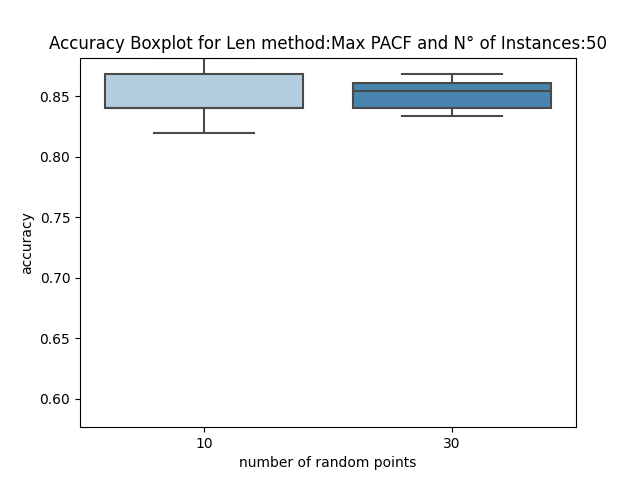 Accuracy Boxplot for Len method:Max PACF and N° of Instances:50
accuracy
0.85
0.80
0.75
0.70
0.65
0.60
10 30
number of random points